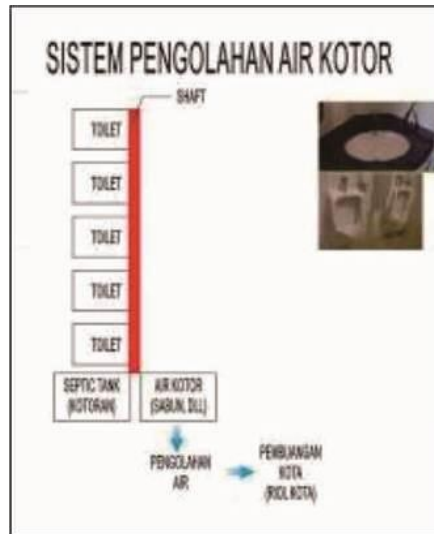 SISTEM PENGOLAHAN AIR KOTOR
SHAFT
TOILET
TOILET
TOILET
TOILET
TOILET
SEPTIC TANK
(KOTORAN)
AIR KOTOR
(SABUN, DLL)
PENGOLAHAN
AIR
PEMBUANGAN
KOTA
(RIOL KOTA)